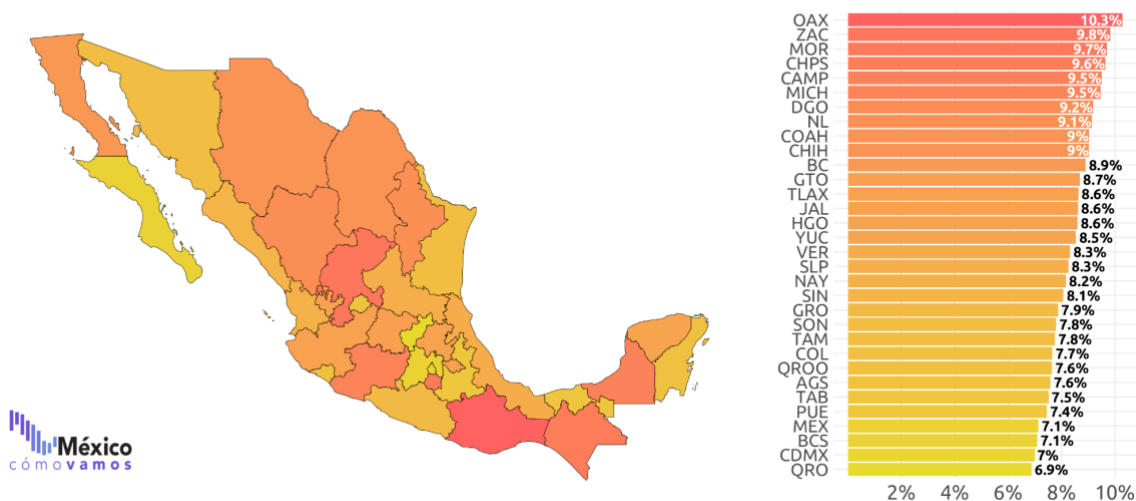 OAX 10.3%
ZAC 9.8%
MOR 9.7%
CHPS 9.6%
CAMP 9.5%
MICH 9.5%
DGO 9.2%
NL 9.1%
COAH 9%
CHIH 9%
BC 8.9%
GTO 8.7%
TLAX 8.6%
JAL 8.6%
HGO 8.6%
YUC 8.5%
VER 8.3%
SLP 8.3%
NAY 8.2%
SIN 8.1%
GRO 7.9%
SON 7.8%
TAM 7.8%
COL 7.7%
QROO 7.6%
AGS 7.6%
TAB 7.5%
PUE 7.4%
MEX 7.1%
BCS 7.1%
CDMX 7%
QRO 6.9%
2% 4% 6% 8% 10%
México
cómovamos